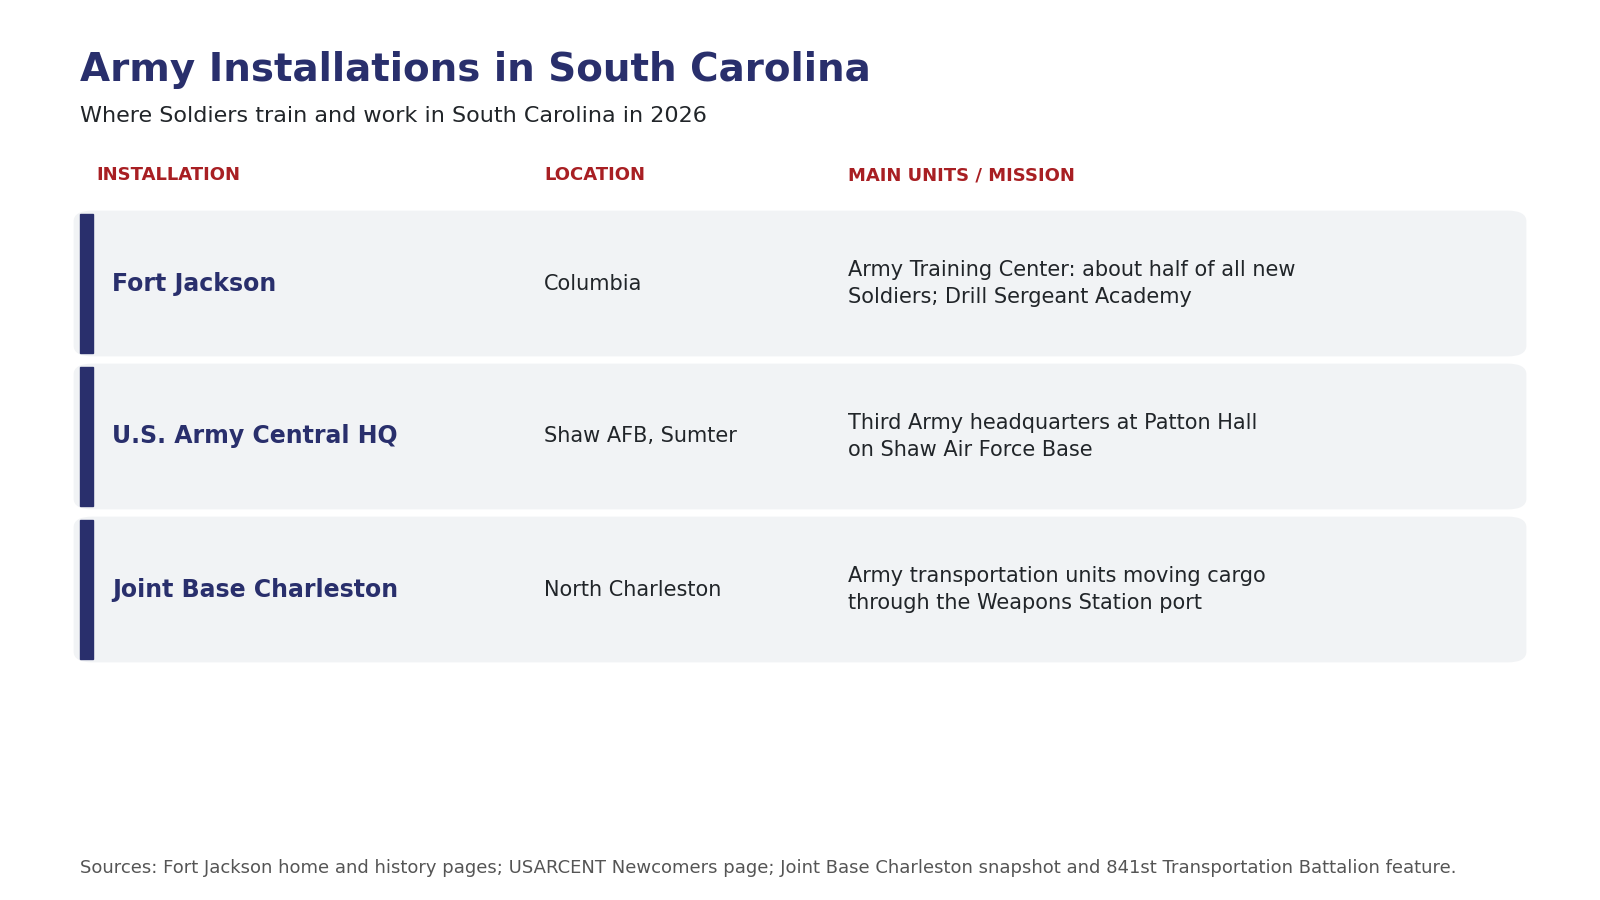 Army Installations in South Carolina
Where Soldiers train and work in South Carolina in 2026
INSTALLATION LOCATION MAIN UNITS / MISSION
Fort Jackson
Columbia
Army Training Center: about half of all new
Soldiers; Drill Sergeant Academy
U.S. Army Central HQ
Shaw AFB, Sumter
Third Army headquarters at Patton Hall
on Shaw Air Force Base
Joint Base Charleston
North Charleston
Army transportation units moving cargo
through the Weapons Station port
Sources: Fort Jackson home and history pages; USARCENT Newcomers page; Joint Base Charleston snapshot and 841st Transportation Battalion feature.